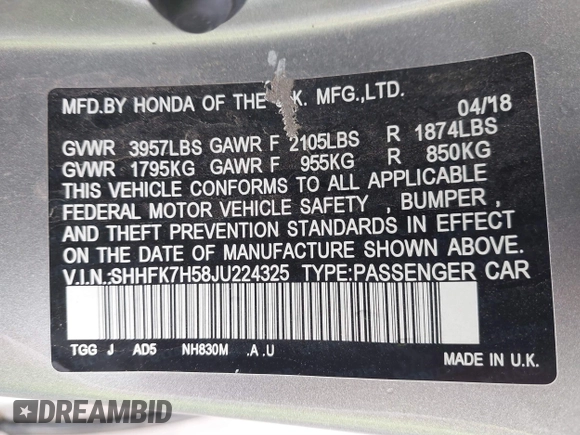 MFD.BY HONDA OF THE U.K. MFG.,LTD.
04/18
GVWR 3957LBS GAWR F 2105LBS R 1874LBS
GVWR 1795KG GAWR F 955KG R 850KG
THIS VEHICLE CONFORMS TO ALL APPLICABLE
FEDERAL MOTOR VEHICLE SAFETY , BUMPER ,
AND THEFT PREVENTION STANDARDS IN EFFECT
ON THE DATE OF MANUFACTURE SHOWN ABOVE.
V.I.N.:SHHFK7H58JU224325 TYPE:PASSENGER CAR
TGG J AD5 NH830M .A .U
MADE IN U.K.
DREAMBID